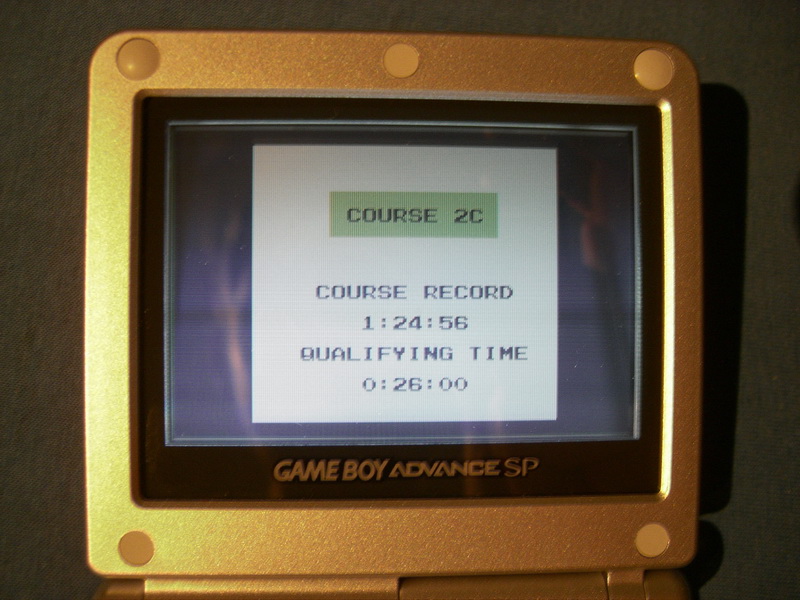 COURSE 2C
COURSE RECORD
1:24:56
QUALIFYING TIME
0:26:00
GAME BOY ADVANCE SP